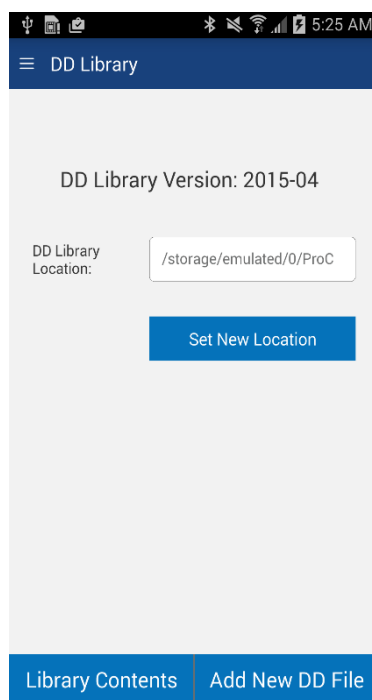 5:25 AM
DD Library
DD Library Version: 2015-04
DD Library
Location:
/storage/emulated/0/ProC
Set New Location
Library Contents
Add New DD File